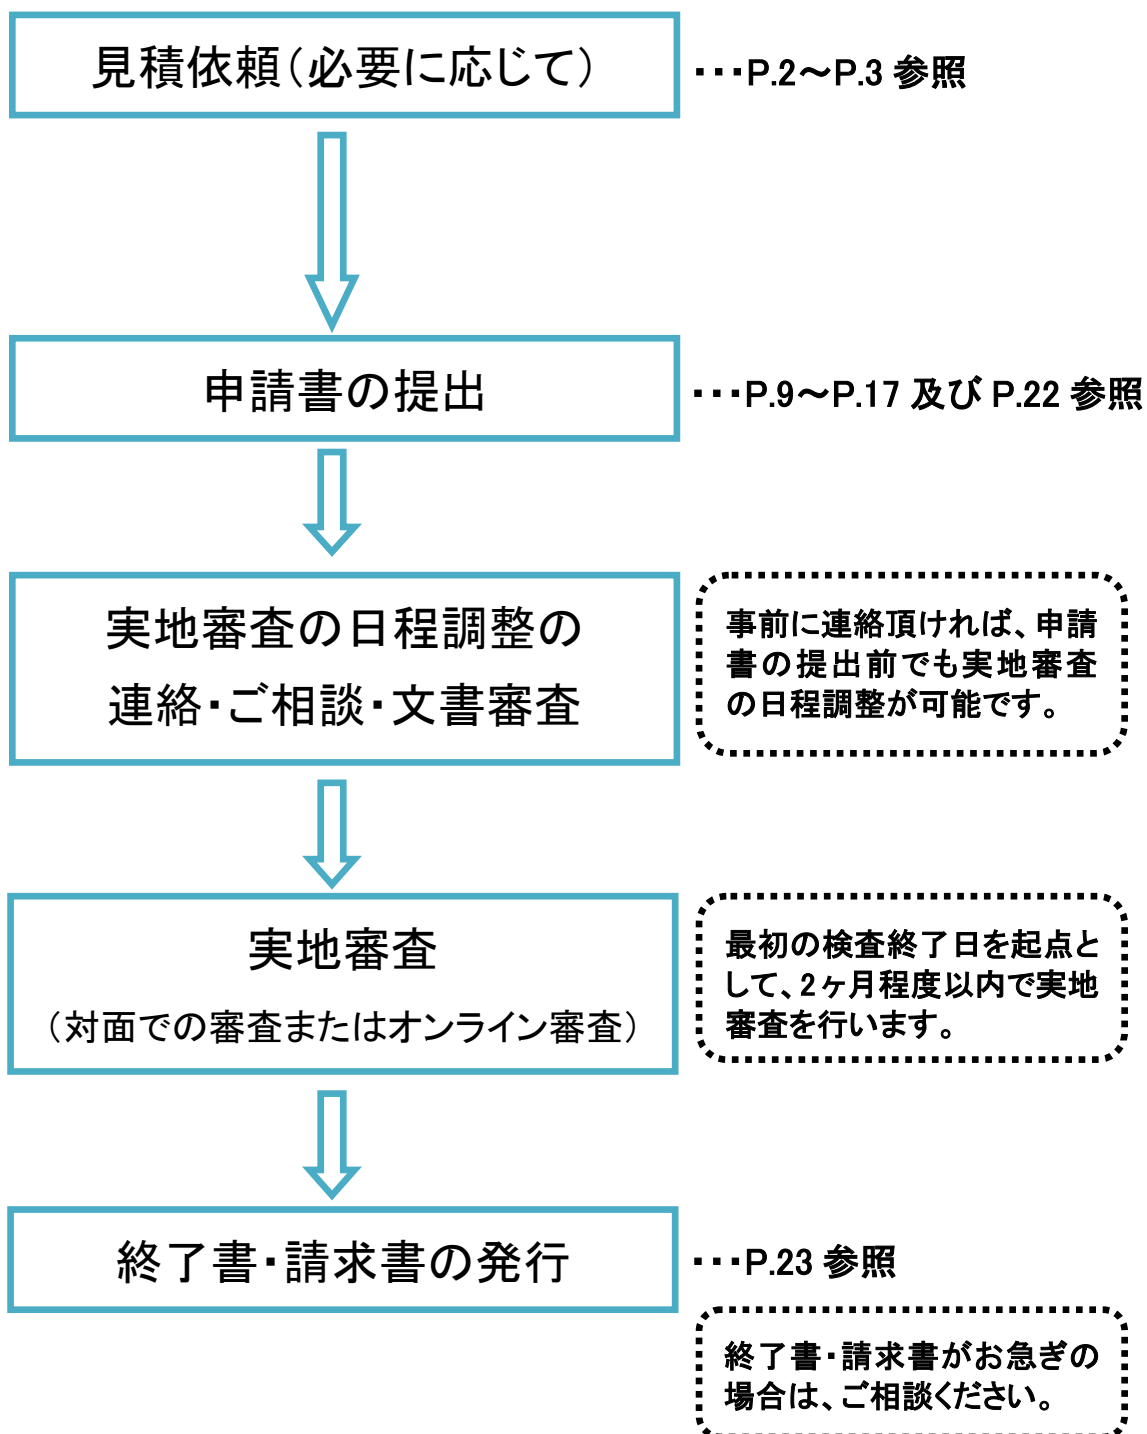 見積依頼(必要に応じて)
･･･P.2～P.3 参照
申請書の提出
･･･P.9～P.17 及び P.22 参照
実地審査の日程調整の
連絡・ご相談・文書審査
事前に連絡頂ければ、申請
書の提出前でも実地審査
の日程調整が可能です。
実地審査
(対面での審査またはオンライン審査)
最初の検査終了日を起点と
して、2ヶ月程度以内で実地
審査を行います。
終了書・請求書の発行
･･･P.23 参照
終了書・請求書がお急ぎの
場合は、ご相談ください。